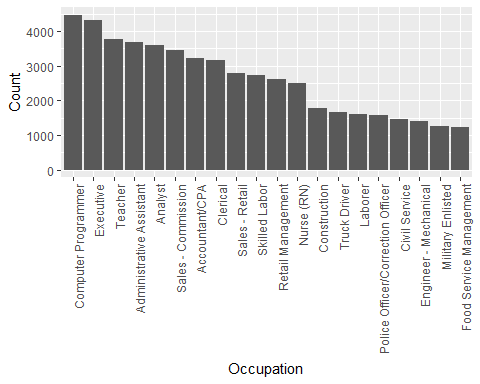 Count
4000
3000
2000
1000
0
Computer Programmer
Executive
Teacher
Administrative Assistant
Analyst
Sales - Commission
Accountant/CPA
Clerical
Sales - Retail
Skilled Labor
Retail Management
Nurse (RN)
Construction
Truck Driver
Laborer
Police Officer/Correction Officer
Civil Service
Engineer - Mechanical
Military Enlisted
Food Service Management
Occupation